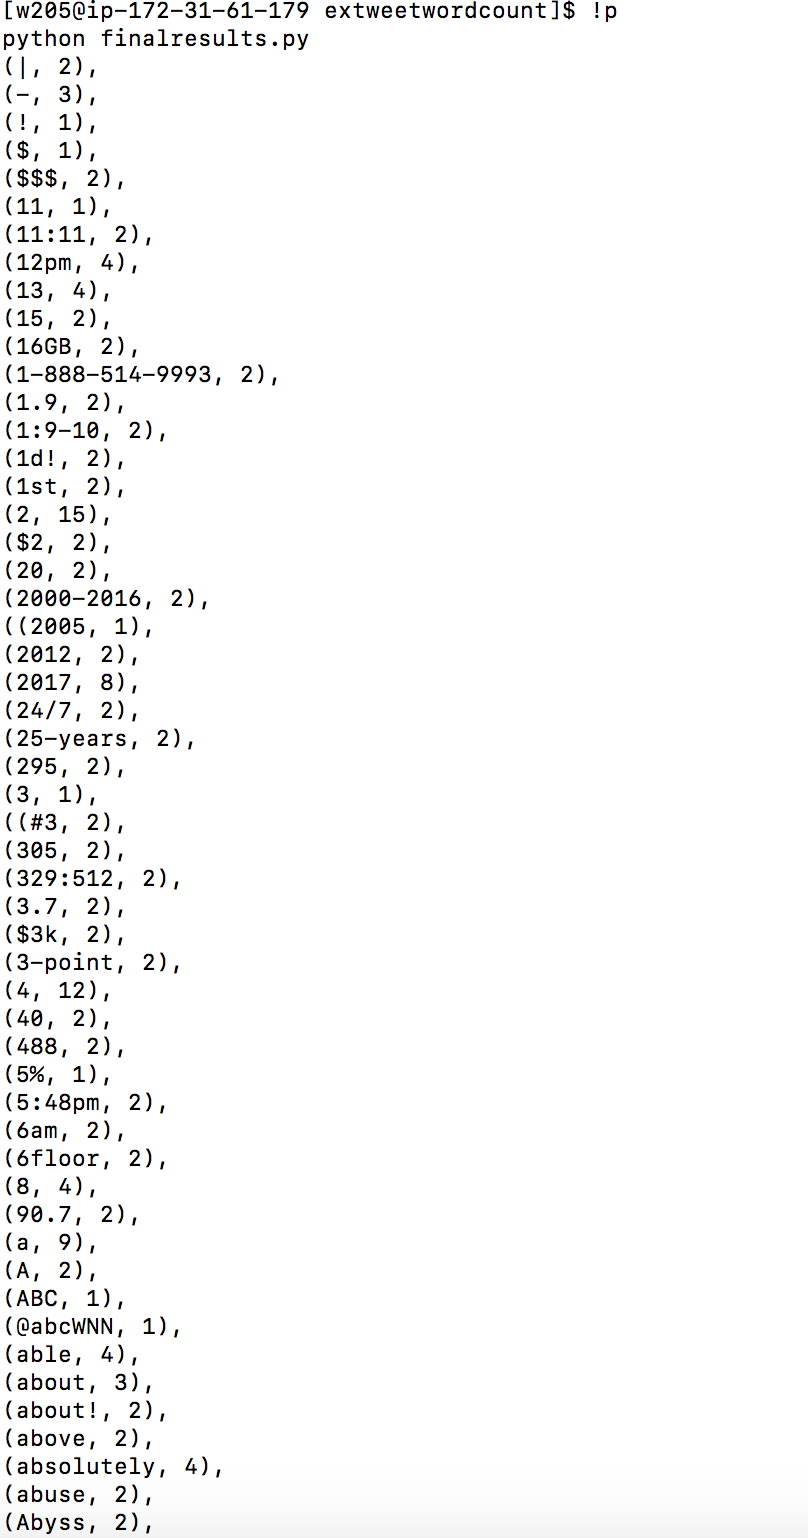 [w205@ip-172-31-61-179 extweetwordcount]$ !p
python finalresults.py
(|, 2),
(-, 3),
(!, 1),
($, 1),
($$$, 2),
(11, 1),
(11:11, 2),
(12pm, 4),
(13, 4),
(15, 2),
(16GB, 2),
(1-888-514-9993, 2),
(1.9, 2),
(1:9-10, 2),
(1d!, 2),
(1st, 2),
(2, 15),
($2, 2),
(20, 2),
(2000-2016, 2),
((2005, 1),
(2012, 2),
(2017, 8),
(24/7, 2),
(25-years, 2),
(295, 2),
(3, 1),
((#3, 2),
(305, 2),
(329:512, 2),
(3.7, 2),
($3k, 2),
(3-point, 2),
(4, 12),
(40, 2),
(488, 2),
(5%, 1),
(5:48pm, 2),
(6am, 2),
(6floor, 2),
(8, 4),
(90.7, 2),
(a, 9),
(A, 2),
(ABC, 1),
(@abcWNN, 1),
(able, 4),
(about, 3),
(about!, 2),
(above, 2),
(absolutely, 4),
(abuse, 2),
(Abyss, 2),